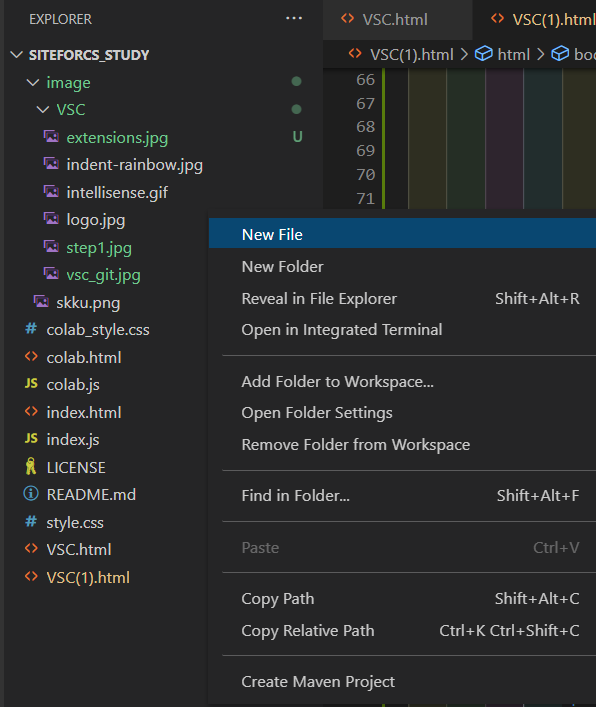 EXPLORER ...
VSC.html VSC(1).html
SITEFORCS_STUDY
VSC(1).html > html >
image
VSC
extensions.jpg U
indent-rainbow.jpg
intellisense.gif
logo.jpg
step1.jpg
vsc_git.jpg
skku.png
# colab_style.css
<> colab.html
JS colab.js
<> index.html
JS index.js
LICENSE
README.md
# style.css
<> VSC.html
<> VSC(1).html
66
67
68
69
70
71
New File
New Folder
Reveal in File Explorer Shift+Alt+R
Open in Integrated Terminal
Add Folder to Workspace...
Open Folder Settings
Remove Folder from Workspace
Find in Folder... Shift+Alt+F
Paste Ctrl+V
Copy Path Shift+Alt+C
Copy Relative Path Ctrl+K Ctrl+Shift+C
Create Maven Project